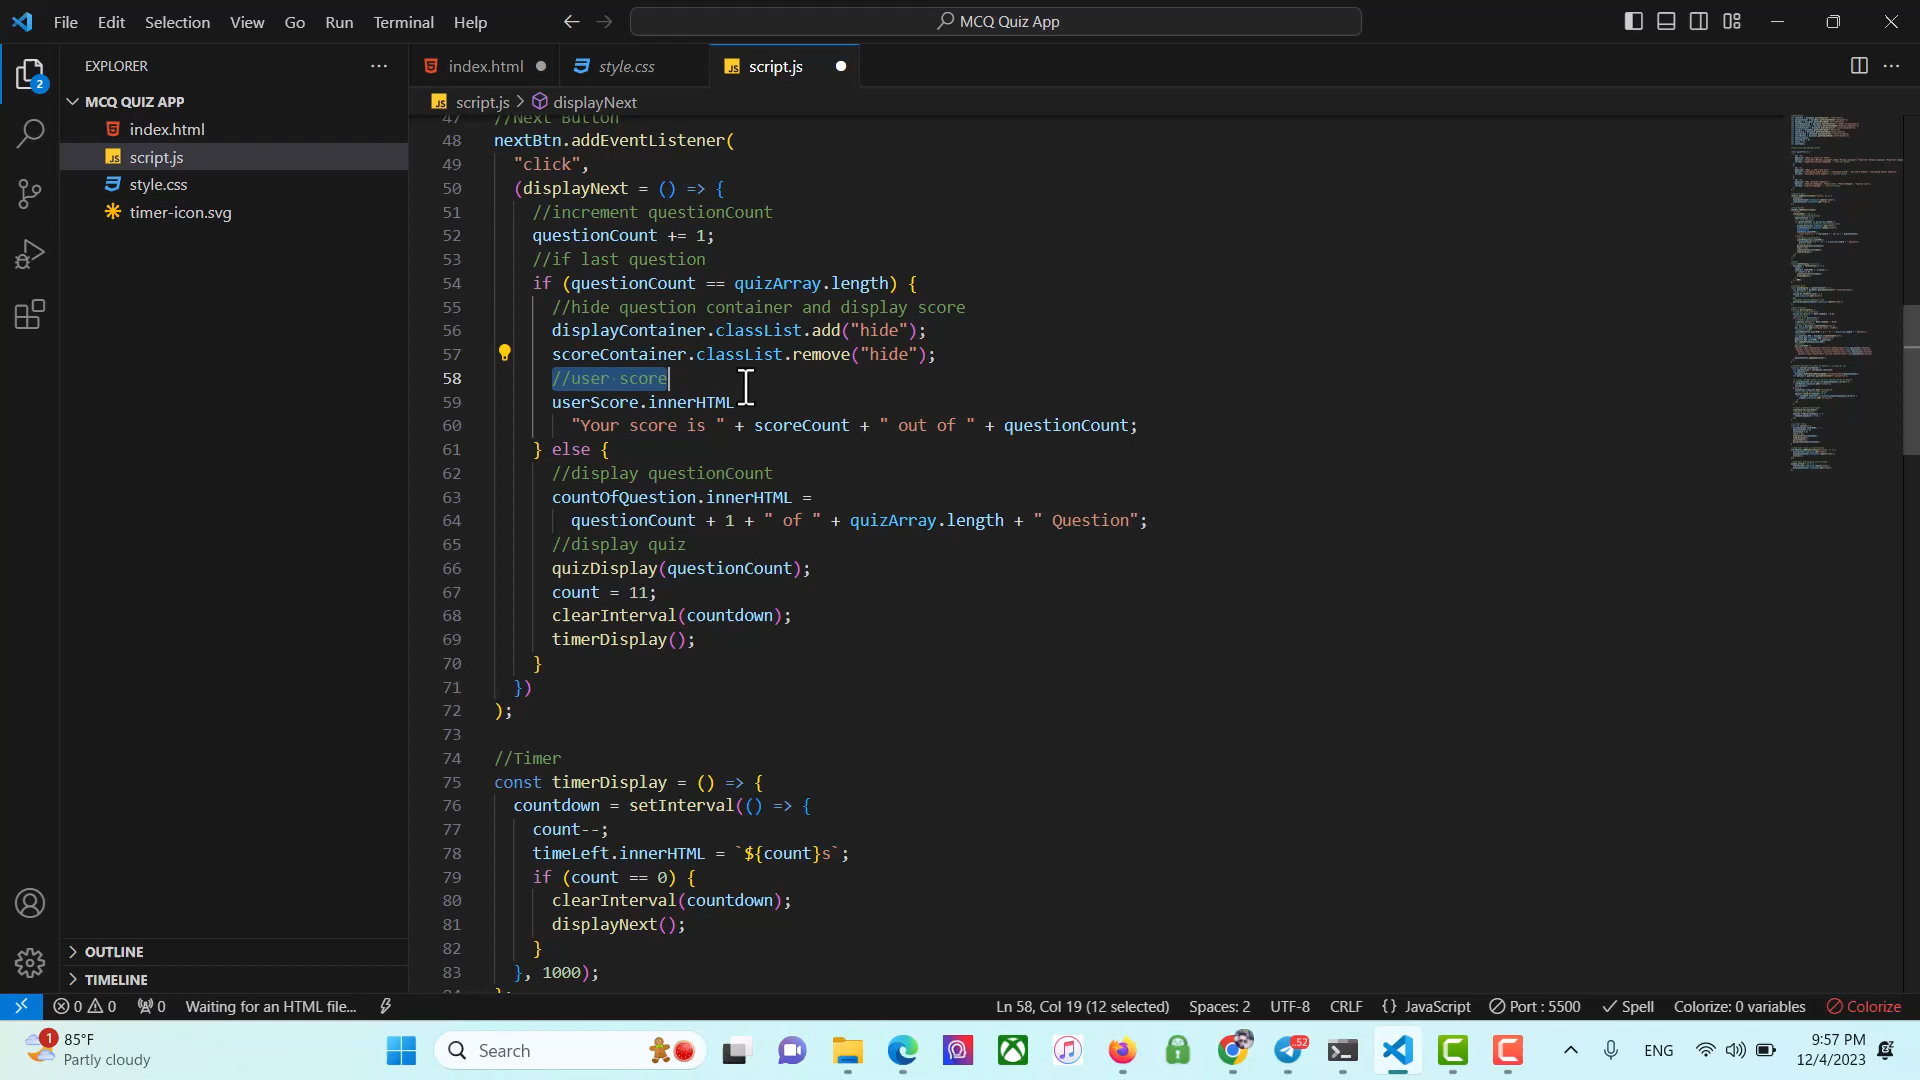 File Edit Selection View Go Run Terminal Help
MCQ Quiz App
EXPLORER
2
MCQ QUIZ APP
index.html
script.js
style.css
timer-icon.svg
OUTLINE
TIMELINE
index.html
style.css
JS script.js
JS script.js > displayNext
47 //Next Button
48 nextBtn.addEventListener(
49 "click",
50 (displayNext = () => {
51 //increment questionCount
52 questionCount += 1;
53 //if last question
54 if (questionCount == quizArray.length) {
55 //hide question container and display score
56 displayContainer.classList.add("hide");
57 scoreContainer.classList.remove("hide");
58 //user score
59 userScore.innerHTML
60 "Your score is " + scoreCount + " out of " + questionCount;
61 } else {
62 //display questionCount
63 countOfQuestion.innerHTML =
64 questionCount + 1 + " of " + quizArray.length + " Question";
65 //display quiz
66 quizDisplay(questionCount);
67 count = 11;
68 clearInterval(countdown);
69 timerDisplay();
70 }
71 })
72 );
73
74 //Timer
75 const timerDisplay = () => {
76 countdown = setInterval(() => {
77 count--;
78 timeLeft.innerHTML = `${count}s`;
79 if (count == 0) {
80 clearInterval(countdown);
81 displayNext();
82 }
83 }, 1000);
0 0 0 Waiting for an HTML file... Ln 58, Col 19 (12 selected) Spaces: 2 UTF-8 CRLF {} JavaScript Port : 5500 Spell Colorize: 0 variables Colorize
1 85°F
Partly cloudy
Search
52
ENG
9:57 PM
12/4/2023